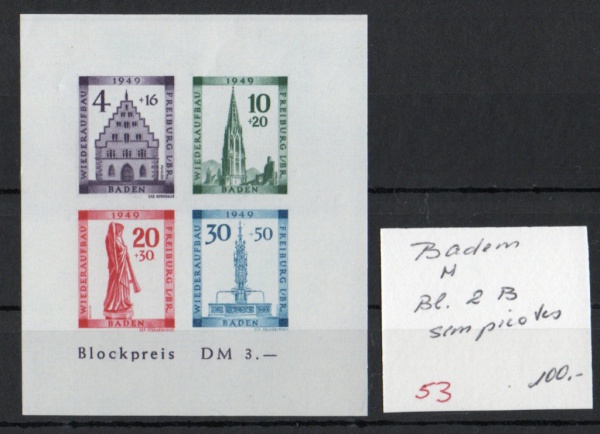 1949
4 +16
WIEDERAUFBAU
FREIBURG I/BR.
BADEN
1949
10
+20
WIEDERAUFBAU
FREIBURG I/BR.
BADEN
1949
20
+30
WIEDERAUFBAU
FREIBURG I/BR.
BADEN
1949
30 +50
WIEDERAUFBAU
FREIBURG I/BR.
BADEN
Blockpreis DM 3.—
Baden
M
Bl. 2 B
sem picotes
53 100.-